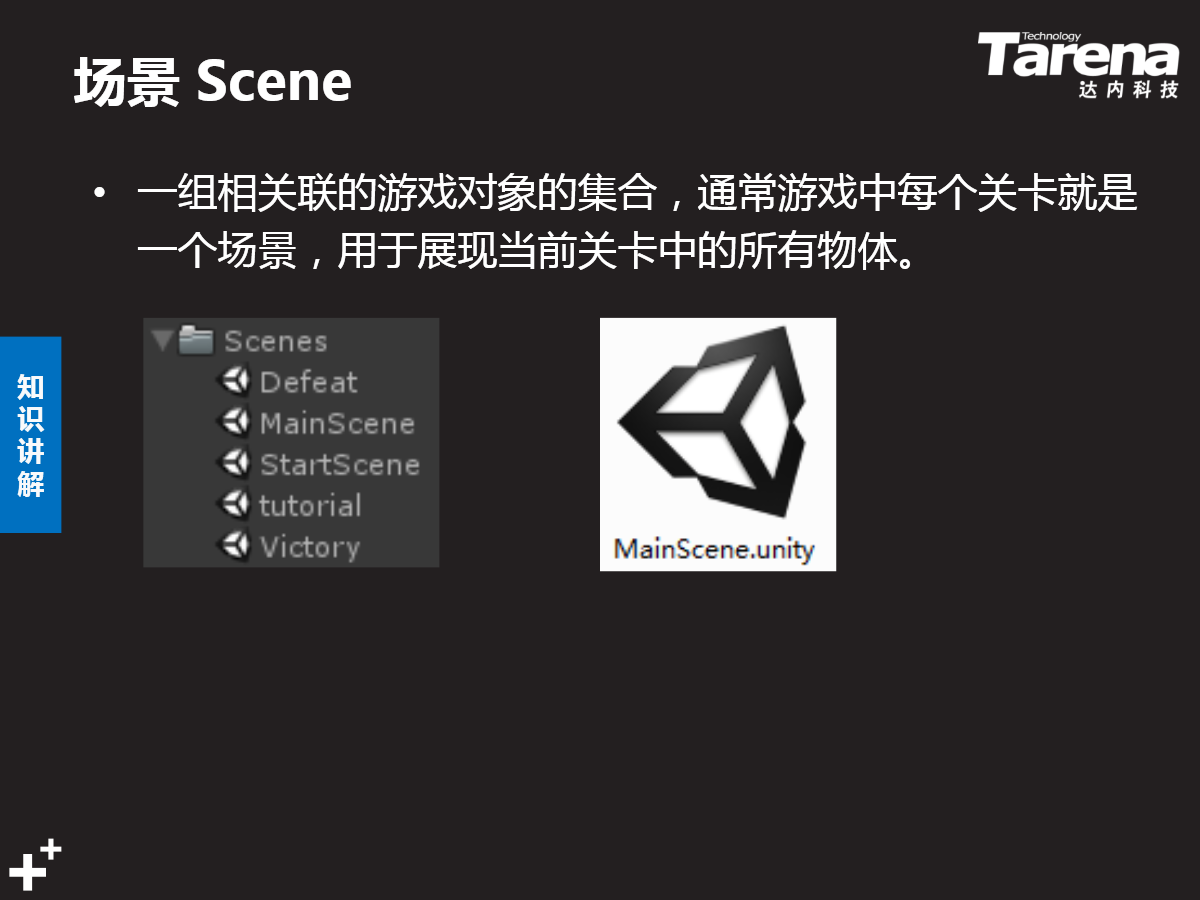 场景 Scene
Technology
Tarena
达内科技
• 一组相关联的游戏对象的集合，通常游戏中每个关卡就是
一个场景，用于展现当前关卡中的所有物体。
知识讲解
Scenes
Defeat
MainScene
StartScene
tutorial
Victory
MainScene.unity